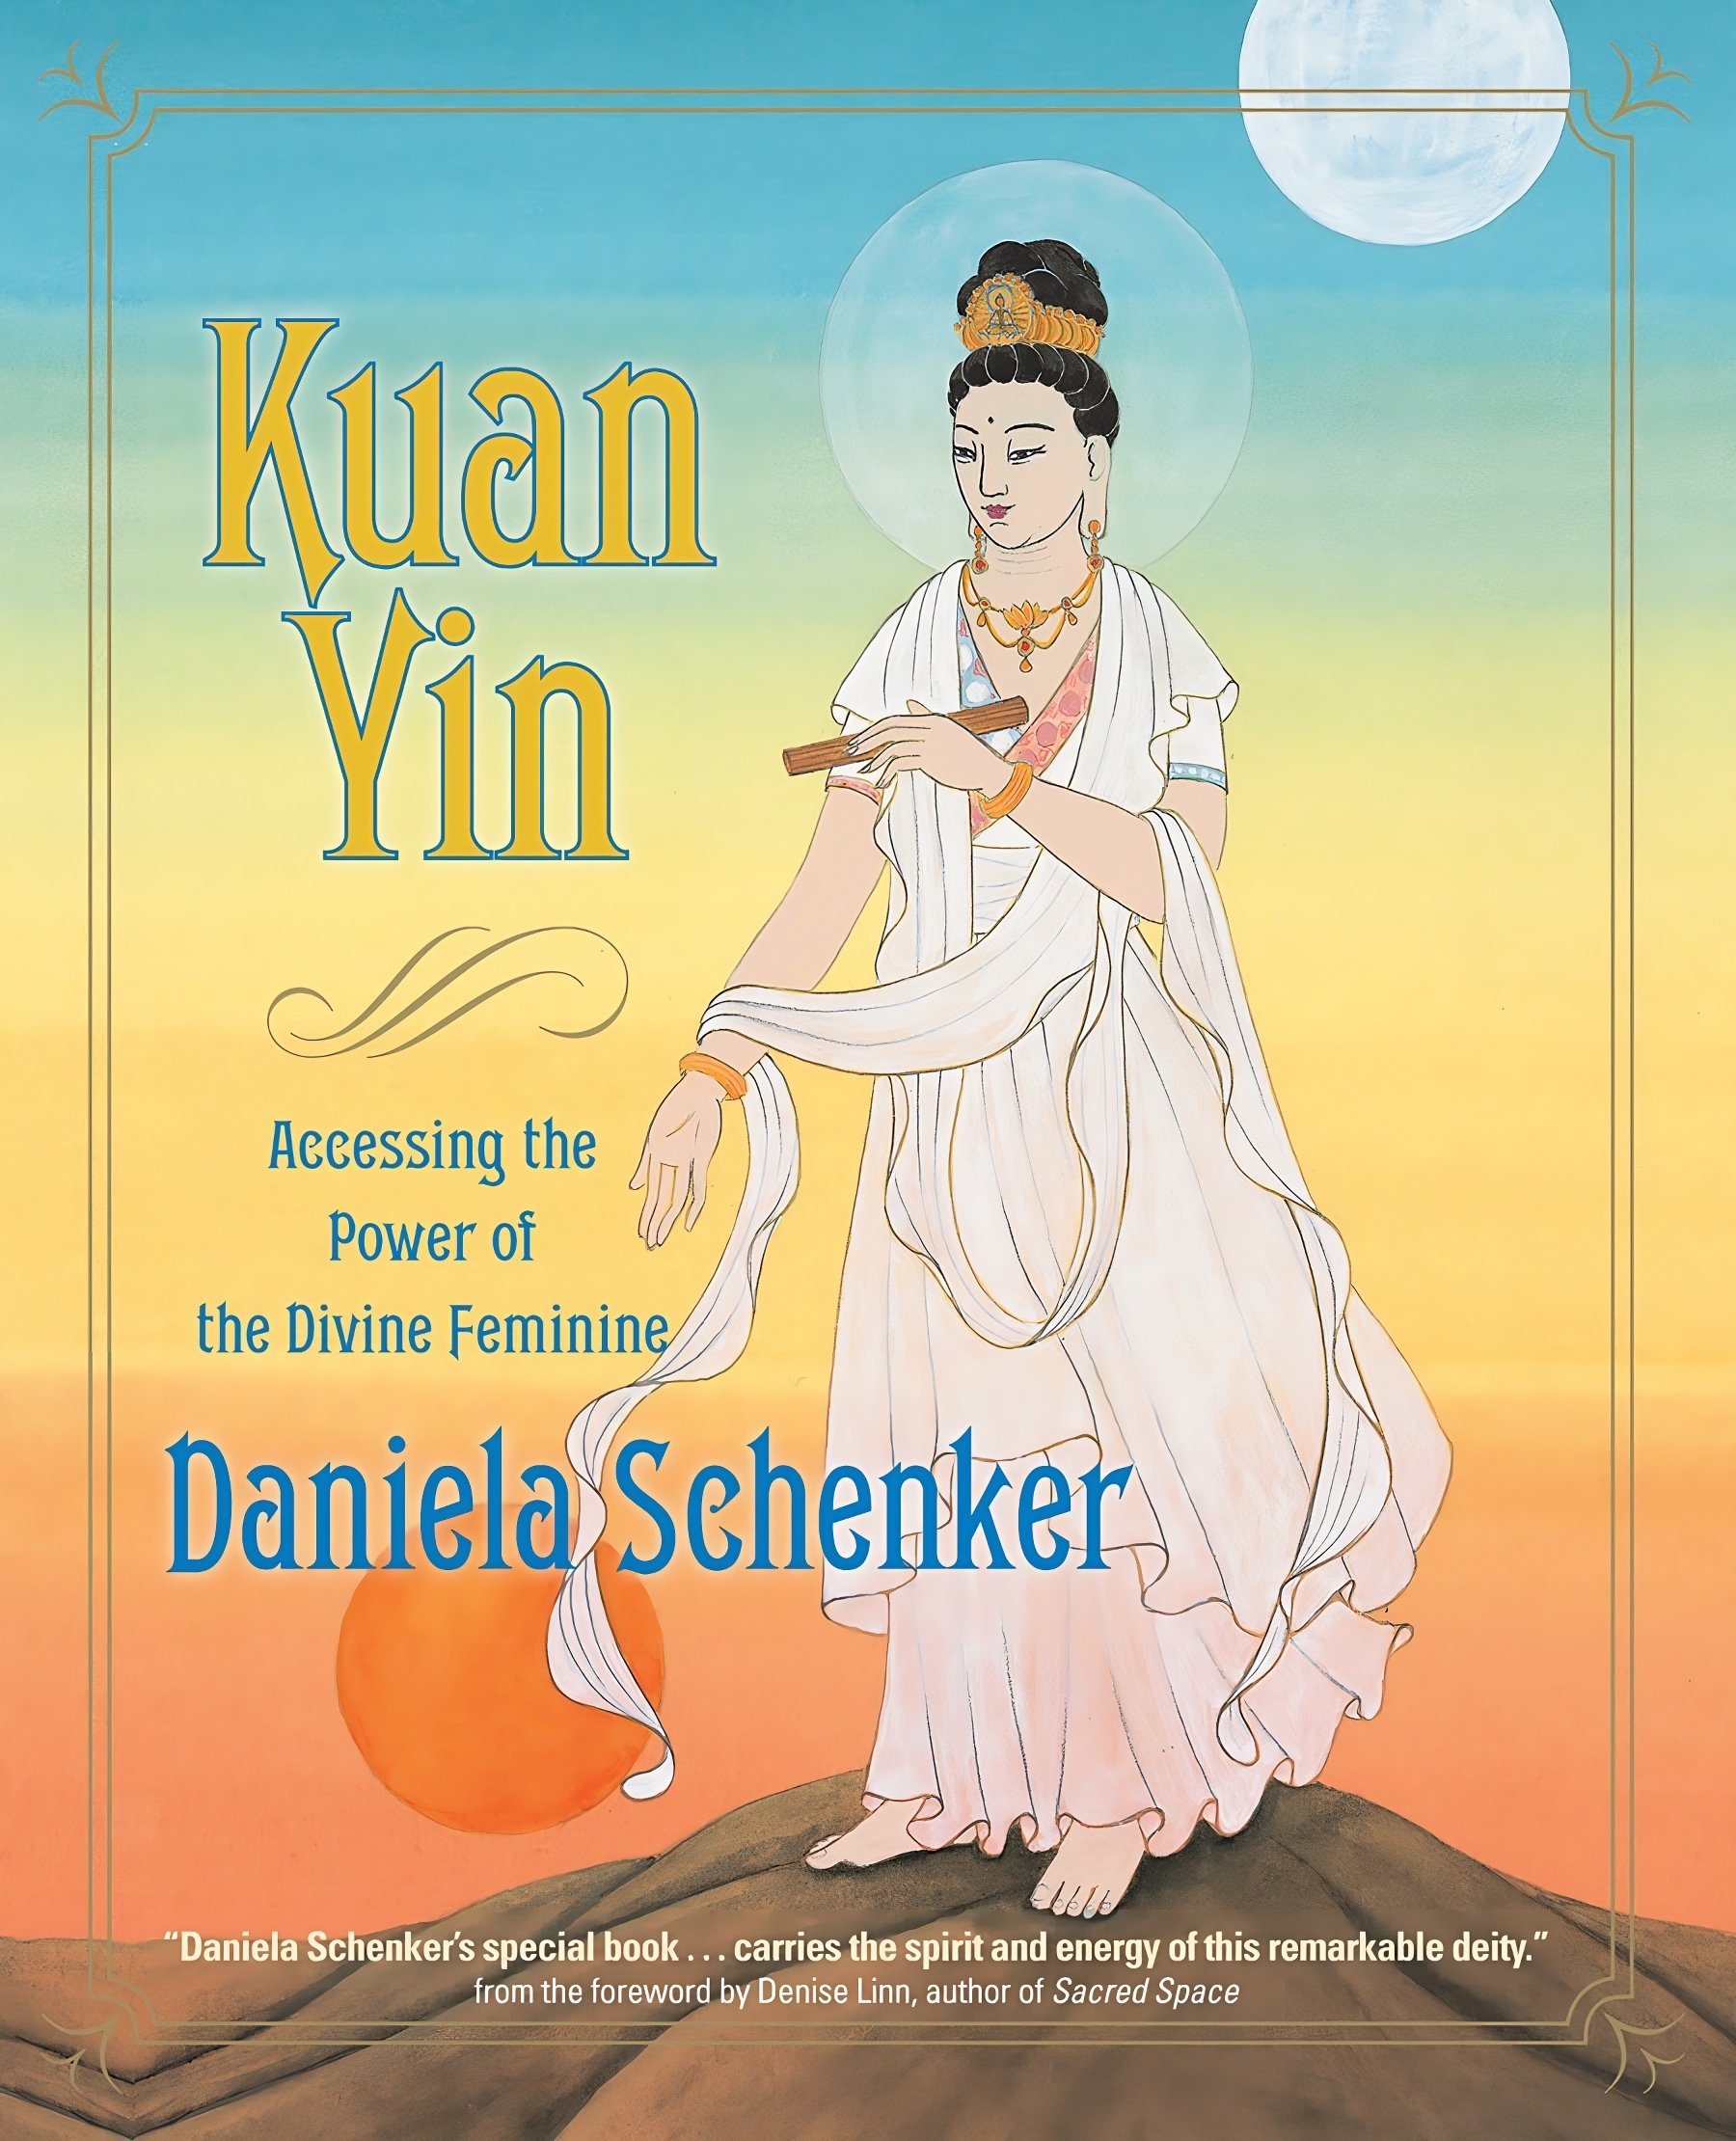 Kuan
Yin
Accessing the
Power of
the Divine Feminine
Daniela Schenker
“Daniela Schenker’s special book . . . carries the spirit and energy of this remarkable deity.”
from the foreword by Denise Linn, author of Sacred Space